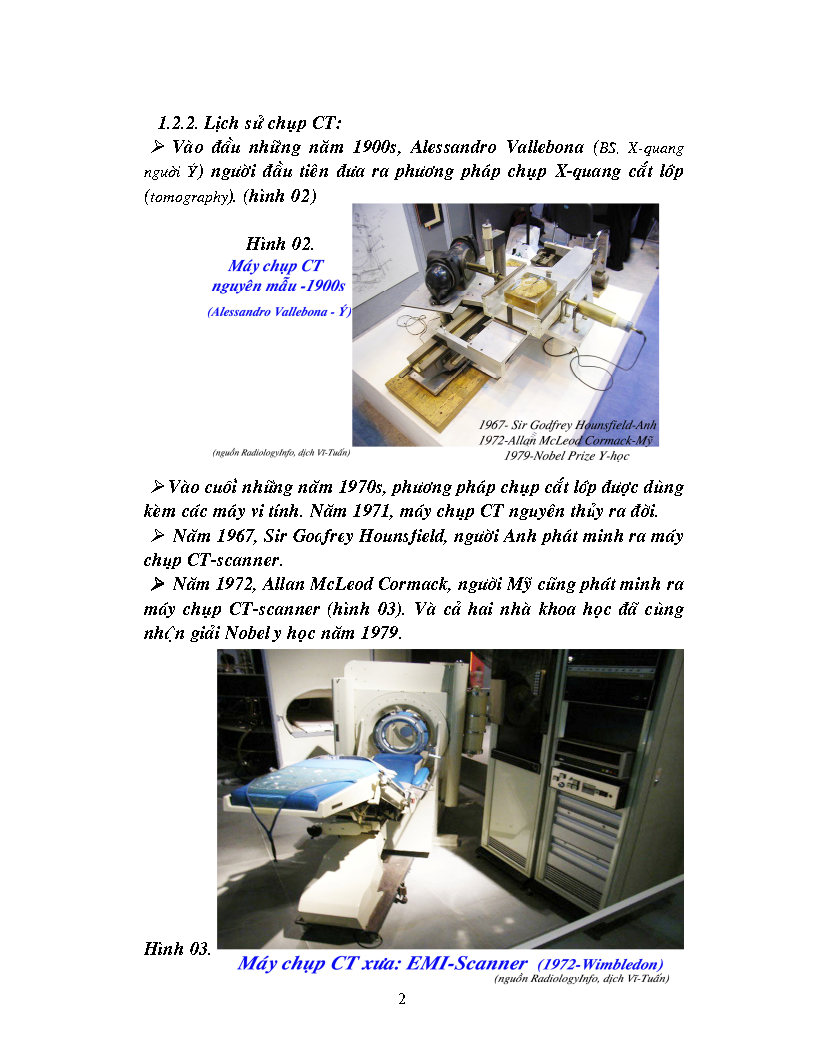 1.2.2. Lịch sử chụp CT:
➢ Vào đầu những năm 1900s, Alessandro Vallebona (BS. X-quang
người Ý) người đầu tiên đưa ra phương pháp chụp X-quang cắt lớp
(tomography). (hình 02)
Hình 02.
Máy chụp CT
nguyên mẫu -1900s
(Alessandro Vallebona - Ý)
1967- Sir Godfrey Hounsfield-Anh
1972-Allan McLeod Cormack-Mỹ
1979-Nobel Prize Y-học
(nguồn RadiologyInfo, dịch Vĩ-Tuấn)
➢ Vào cuối những năm 1970s, phương pháp chụp cắt lớp được dùng
kèm các máy vi tính. Năm 1971, máy chụp CT nguyên thủy ra đời.
➢ Năm 1967, Sir Godfrey Hounsfield, người Anh phát minh ra máy
chụp CT-scanner.
➢ Năm 1972, Allan McLeod Cormack, người Mỹ cũng phát minh ra
máy chụp CT-scanner (hình 03). Và cả hai nhà khoa học đã cùng
nhận giải Nobel y học năm 1979.
Hình 03.
Máy chụp CT xưa: EMI-Scanner (1972-Wimbledon)
(nguồn RadiologyInfo, dịch Vĩ-Tuấn)
2